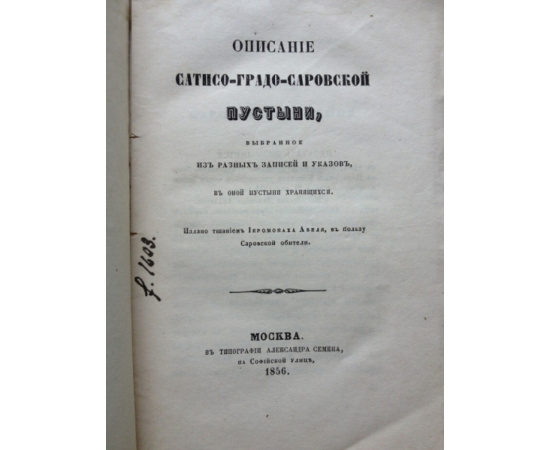 ОПИСАНІЕ
САТИСО-ГРАДО-САРОВСКОЙ
ПУСТЫНИ,
ВЫБРАННОЕ
ИЗЪ РАЗНЫХЪ ЗАПИСЕЙ И УКАЗОВЪ,
ВЪ ОНОЙ ПУСТЫНИ ХРАНЯЩИХСЯ.
Издано тщаніемъ Іеромонаха Авеля, въ пользу
Саровской обители.
МОСКВА.
ВЪ ТИПОГРАФІИ АЛЕКСАНДРА СЕМЕНА,
на Софійской улицѣ,
1856.
f. 1609.